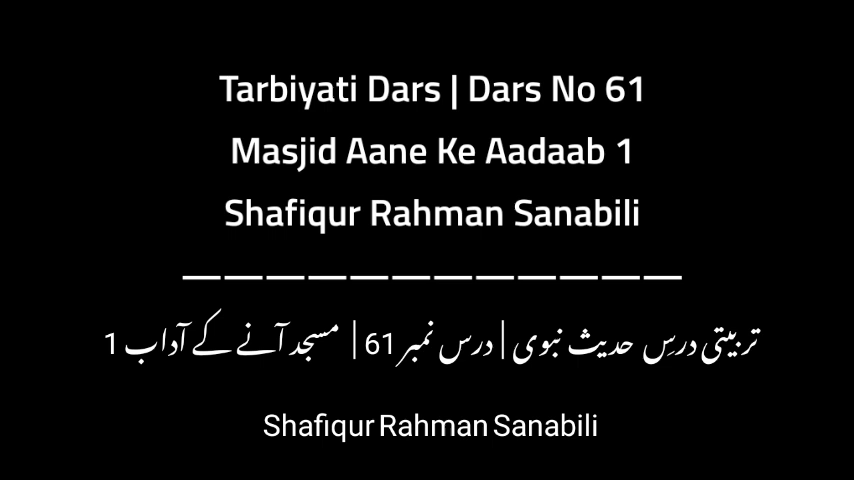 Tarbiyati Dars | Dars No 61
Masjid Aane Ke Aadaab 1
Shafiqur Rahman Sanabili
————————————
تربیتی درسِ حدیث نبوی | درس نمبر 61 | مسجد آنے کے آداب 1
Shafiqur Rahman Sanabili